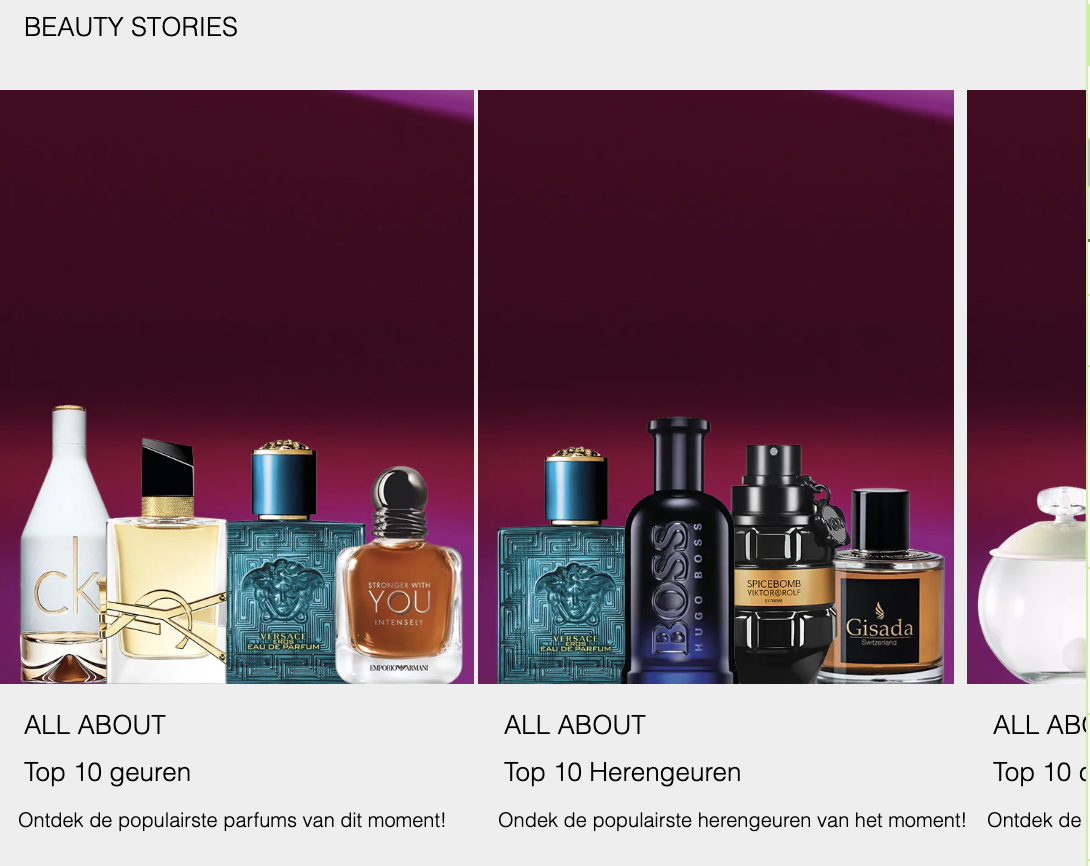 BEAUTY STORIES
ck
STRONGER WITH
YOU
INTENSELY
EMPORIO ARMANI
VERSACE
EROS
EAU DE PARFUM
VERSACE
EROS
EAU DE PARFUM
BOSS
HUGO BOSS
SPICEBOMB
VIKTOR&ROLF
EXTREME
Gisada
Switzerland
ALL ABOUT
Top 10 geuren
Ontdek de populairste parfums van dit moment!
ALL ABOUT
Top 10 Herengeuren
Ondek de populairste herengeuren van het moment!
ALL
Top 10
Ontdek de